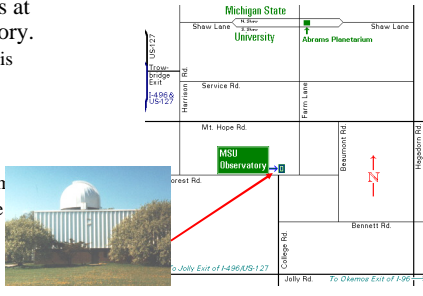 s at
ory.
is
Michigan State
University
Shaw Lane
N. Shaw
S. Shaw
Shaw Lane
Abrams Planetarium
US-127
Trow-
bridge
Exit
I-496 &
US-127
Harrison Rd.
Service Rd.
Farm Lane
Mt. Hope Rd.
MSU
Observatory
Beaumont Rd.
Hagadorn Rd.
N
orest Rd.
e
Bennett Rd.
College Rd.
To Jolly Exit of I-496/US-127
Jolly Rd.
To Okemos Exit of I-96